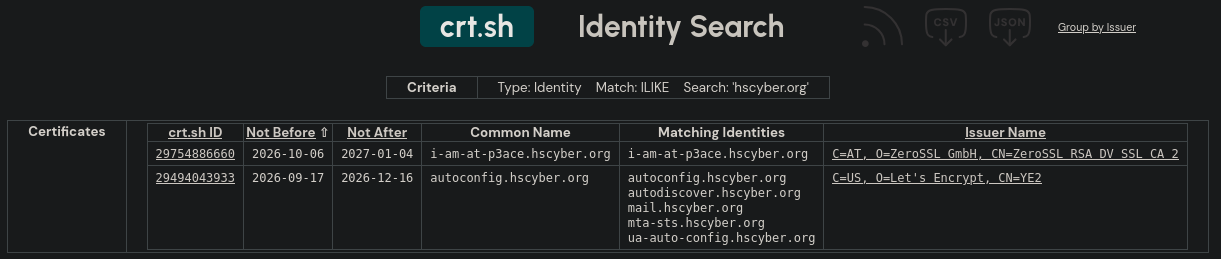 crt.sh Identity Search CSV JSON Group by Issuer
Criteria Type: Identity Match: ILIKE Search: 'hscyber.org'
Certificates crt.sh ID Not Before ⇧ Not After Common Name Matching Identities Issuer Name
29754886660 2026-10-06 2027-01-04 i-am-at-p3ace.hscyber.org i-am-at-p3ace.hscyber.org C=AT, O=ZeroSSL GmbH, CN=ZeroSSL RSA DV SSL CA 2
29494043933 2026-09-17 2026-12-16 autoconfig.hscyber.org autoconfig.hscyber.org C=US, O=Let's Encrypt, CN=YE2
autodiscover.hscyber.org
mail.hscyber.org
mta-sts.hscyber.org
ua-auto-config.hscyber.org